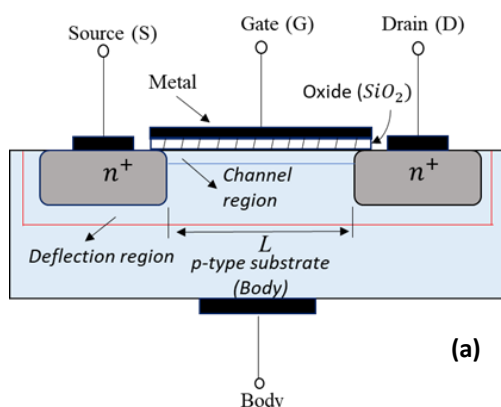 Source (S)
Gate (G)
Drain (D)
Metal
Oxide (SiO₂)
n⁺
Channel
region
n⁺
Deflection region
L
p-type substrate
(Body)
(a)
Body